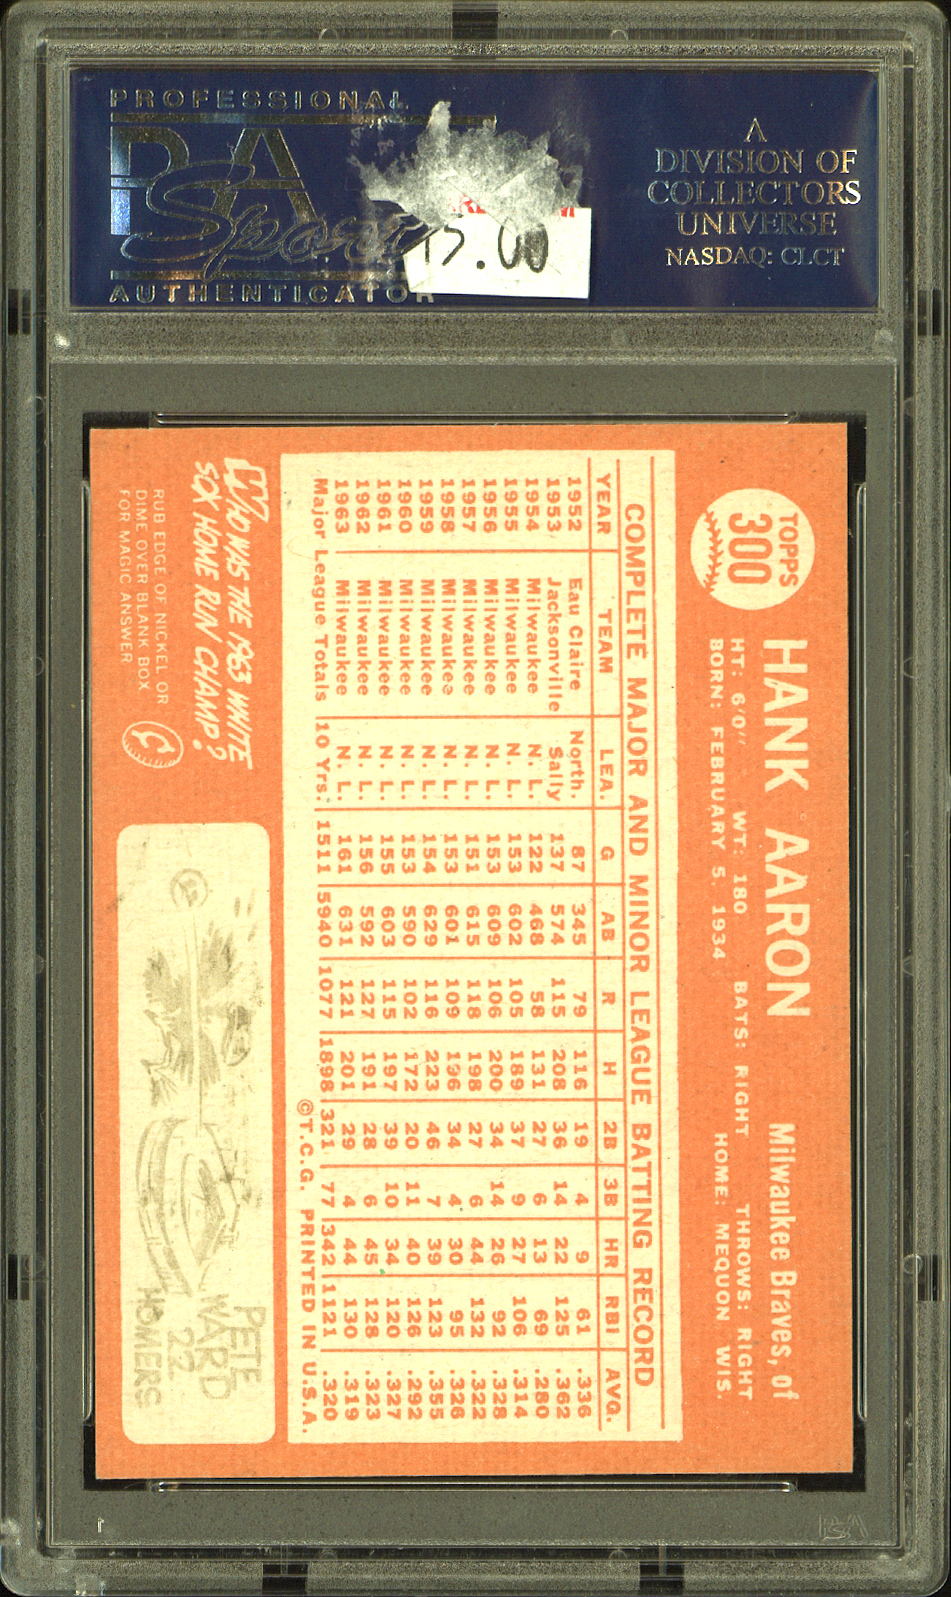 PROFESSIONAL
PSA
Sports
AUTHENTICATOR
15.00
A
DIVISION OF
COLLECTORS
UNIVERSE
NASDAQ: CLCT
TOPPS
300
HANK AARON Milwaukee Braves, of
HT: 6'0" WT: 180 BATS: RIGHT THROWS: RIGHT
BORN: FEBRUARY 5, 1934 HOME: MEQUON WIS.
COMPLETE MAJOR AND MINOR LEAGUE BATTING RECORD
YEAR TEAM LEA. G AB R H 2B 3B HR RBI AVG.
1952 Eau Claire North. 87 345 79 116 19 4 9 61 .336
1953 Jacksonville Sally 137 574 115 208 36 14 22 125 .362
1954 Milwaukee N. L. 122 468 58 131 27 6 13 69 .280
1955 Milwaukee N. L. 153 602 105 189 37 9 27 106 .314
1956 Milwaukee N. L. 153 609 106 200 34 14 26 92 .328
1957 Milwaukee N. L. 151 615 118 198 27 6 44 132 .322
1958 Milwaukee N. L. 153 601 109 196 34 4 30 95 .326
1959 Milwaukee N. L. 154 629 116 223 46 7 39 123 .355
1960 Milwaukee N. L. 153 590 102 172 20 11 40 126 .292
1961 Milwaukee N. L. 155 603 115 197 39 10 34 120 .327
1962 Milwaukee N. L. 156 592 127 191 28 6 45 128 .323
1963 Milwaukee N. L. 161 631 121 201 29 4 44 130 .319
Major League Totals 10 Yrs. 1511 5940 1077 1898 321 77 342 1121 .320
©T.C.G. PRINTED IN U.S.A.
WHO WAS THE 1963 WHITE
SOX HOME RUN CHAMP?
RUB EDGE OF NICKEL OR
DIME OVER BLANK BOX
FOR MAGIC ANSWER
PETE
WARD
22
HOMERS
PSA